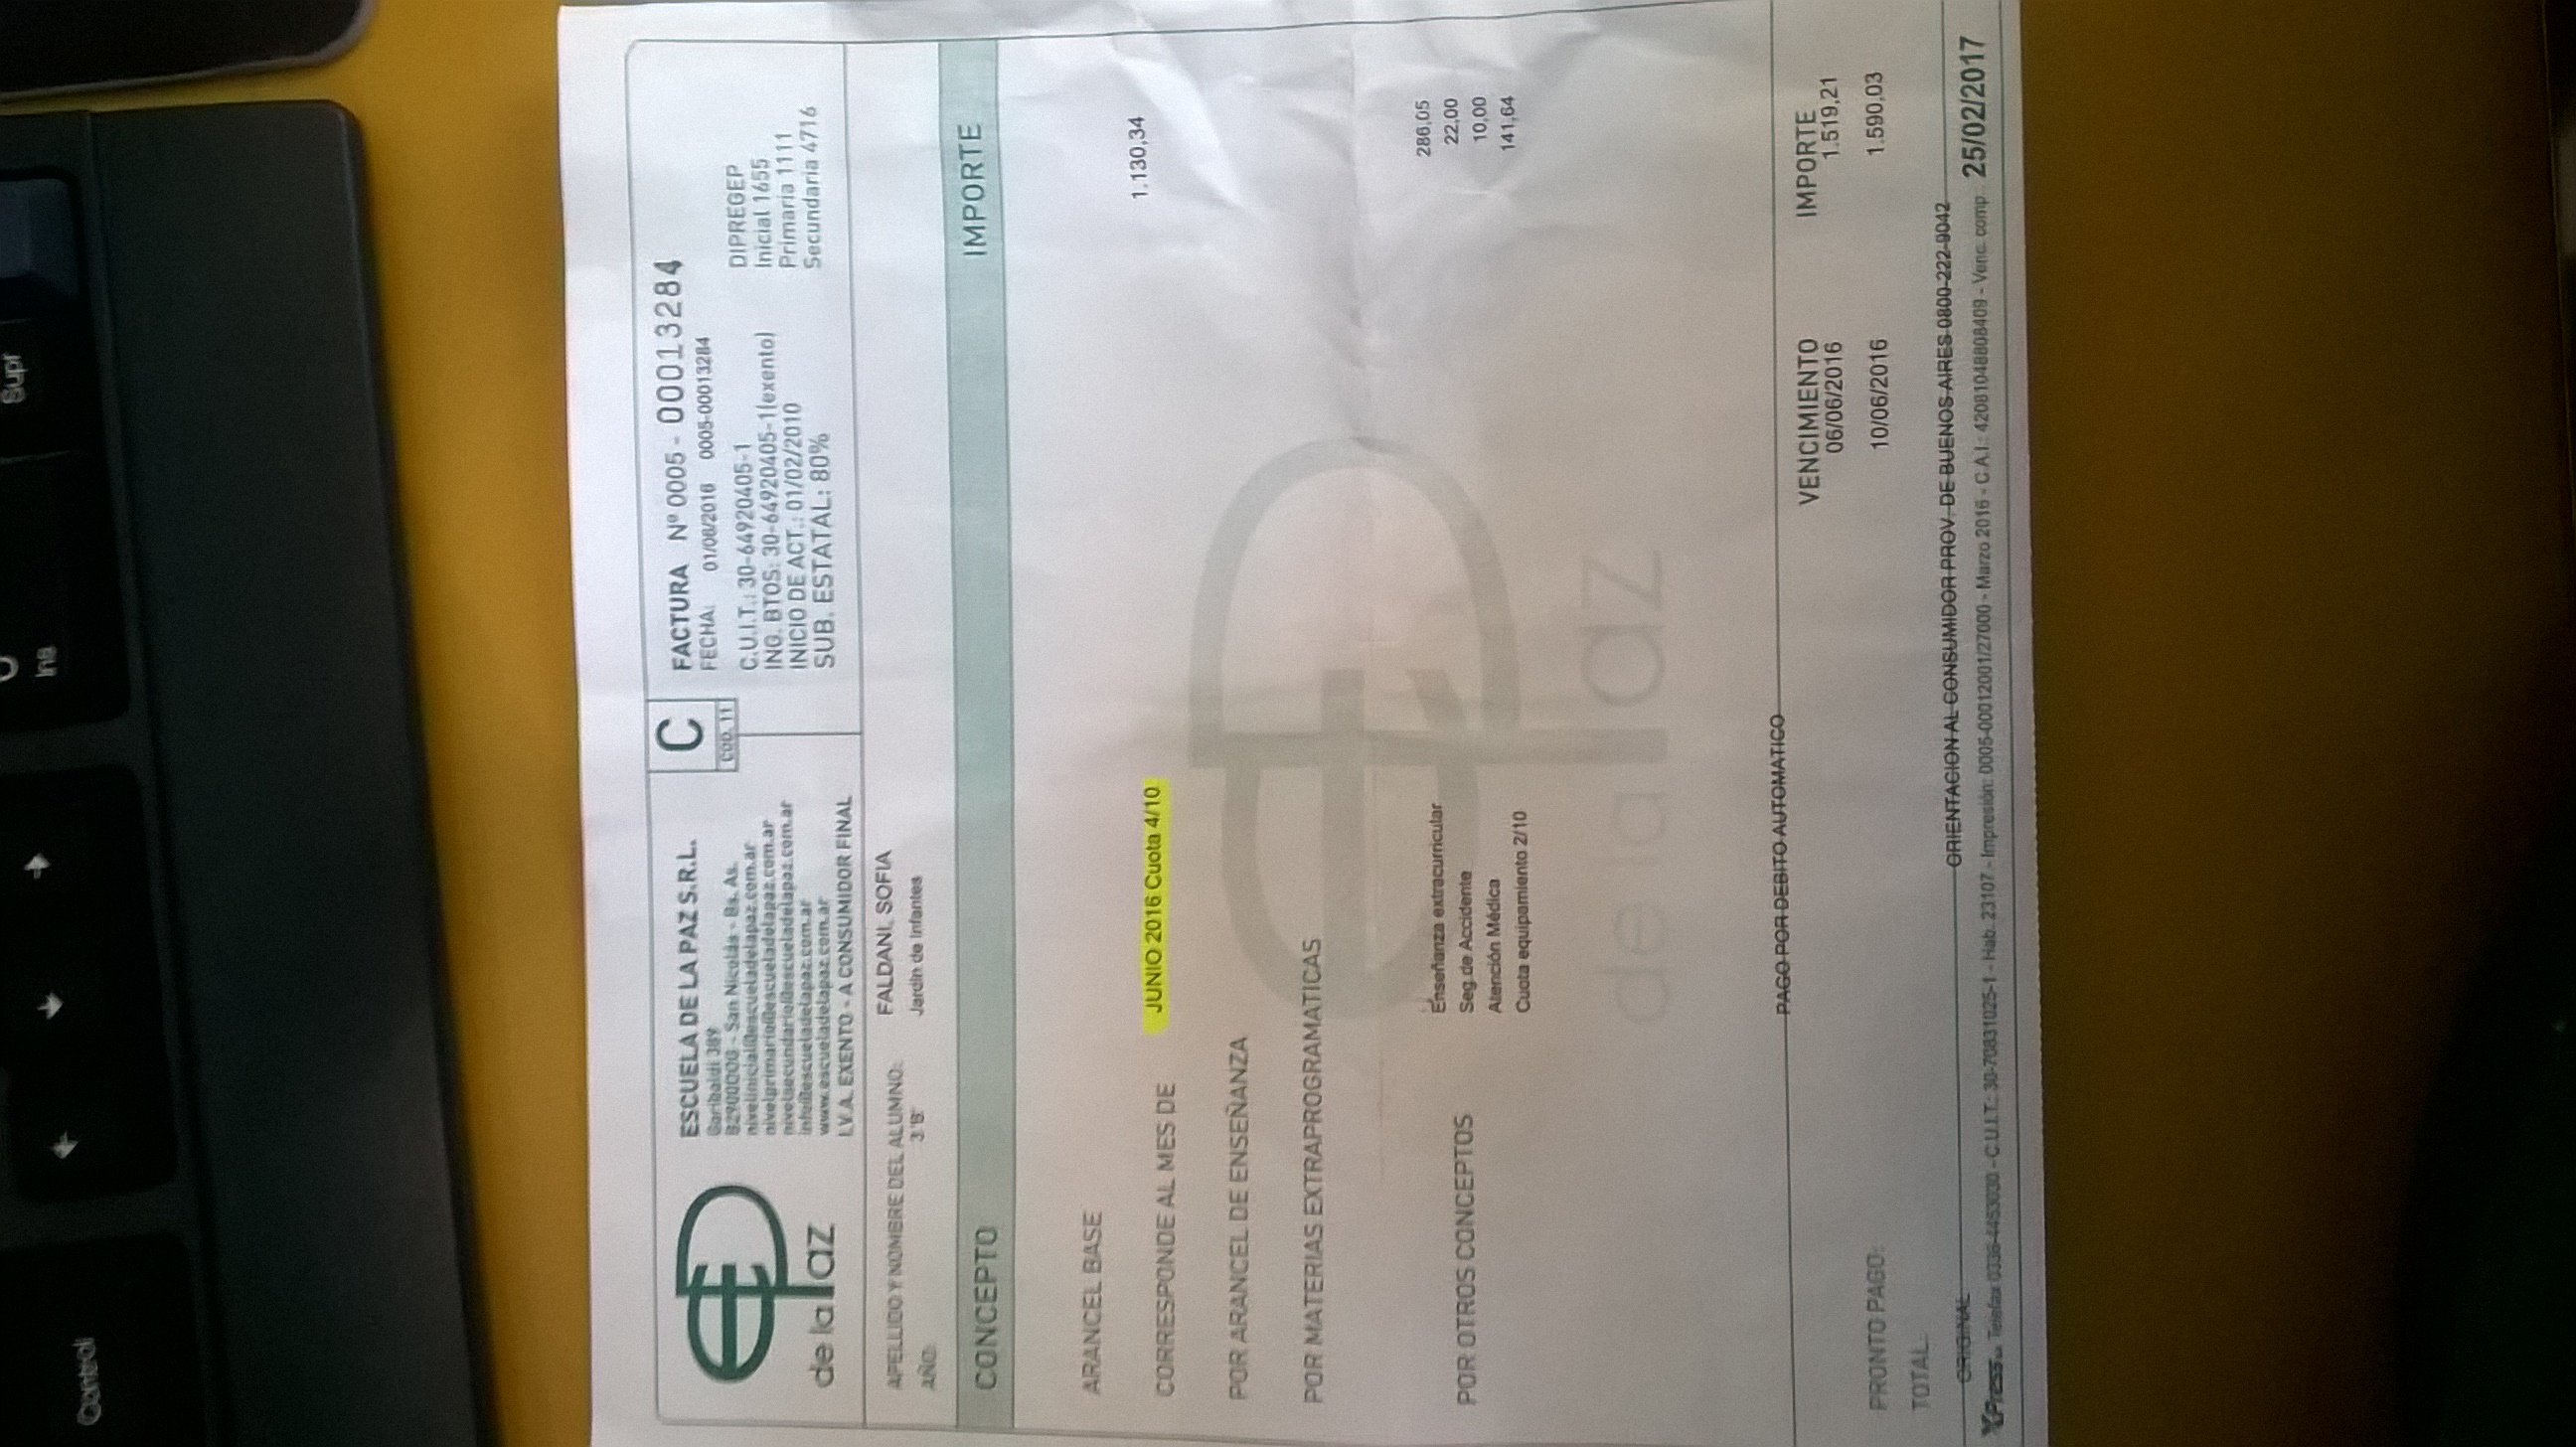 de la Paz
ESCUELA DE LA PAZ S.R.L.
Garibaldi 389
B2900DOG - San Nicolás - Bs. As.
nivelinicial@escueladelapaz.com.ar
nivelprimario@escueladelapaz.com.ar
nivelsecundario@escueladelapaz.com.ar
info@escueladelapaz.com.ar
www.escueladelapaz.com.ar
I.V.A. EXENTO - A CONSUMIDOR FINAL
C
COD. 11
FACTURA Nº 0005 - 00013284
FECHA: 01/06/2016 0005-00013284
C.U.I.T.: 30-64920405-1
ING. BTOS: 30-64920405-1(exento)
INICIO DE ACT.: 01/02/2010
SUB. ESTATAL: 80%
DIPREGEP
Inicial 1655
Primaria 1111
Secundaria 4716
APELLIDO Y NOMBRE DEL ALUMNO: FALDANI, SOFIA
AÑO: 3'B' Jardín de Infantes
CONCEPTO IMPORTE
ARANCEL BASE 1.130,34
CORRESPONDE AL MES DE JUNIO 2016 Cuota 4/10
POR ARANCEL DE ENSEÑANZA
POR MATERIAS EXTRAPROGRAMATICAS
POR OTROS CONCEPTOS
Enseñanza extracurricular 286,05
Seg.de Accidente 22,00
Atención Médica 10,00
Cuota equipamiento 2/10 141,64
de la Paz
PAGO POR DEBITO AUTOMATICO
VENCIMIENTO IMPORTE
06/06/2016 1.519,21
PRONTO PAGO: 10/06/2016 1.590,03
TOTAL:
ORIGINAL ORIENTACION AL CONSUMIDOR PROV. DE BUENOS AIRES 0800-222-9042
XPress Telefax 0336-4453030 - C.U.I.T.: 30-70831025-1 - Hab. 23107 - Impresión: 0005-00012001/27000 - Marzo 2016 - C.A.I.: 42081048808409 - Venc. comp. 25/02/2017
Supr
Ins
Control